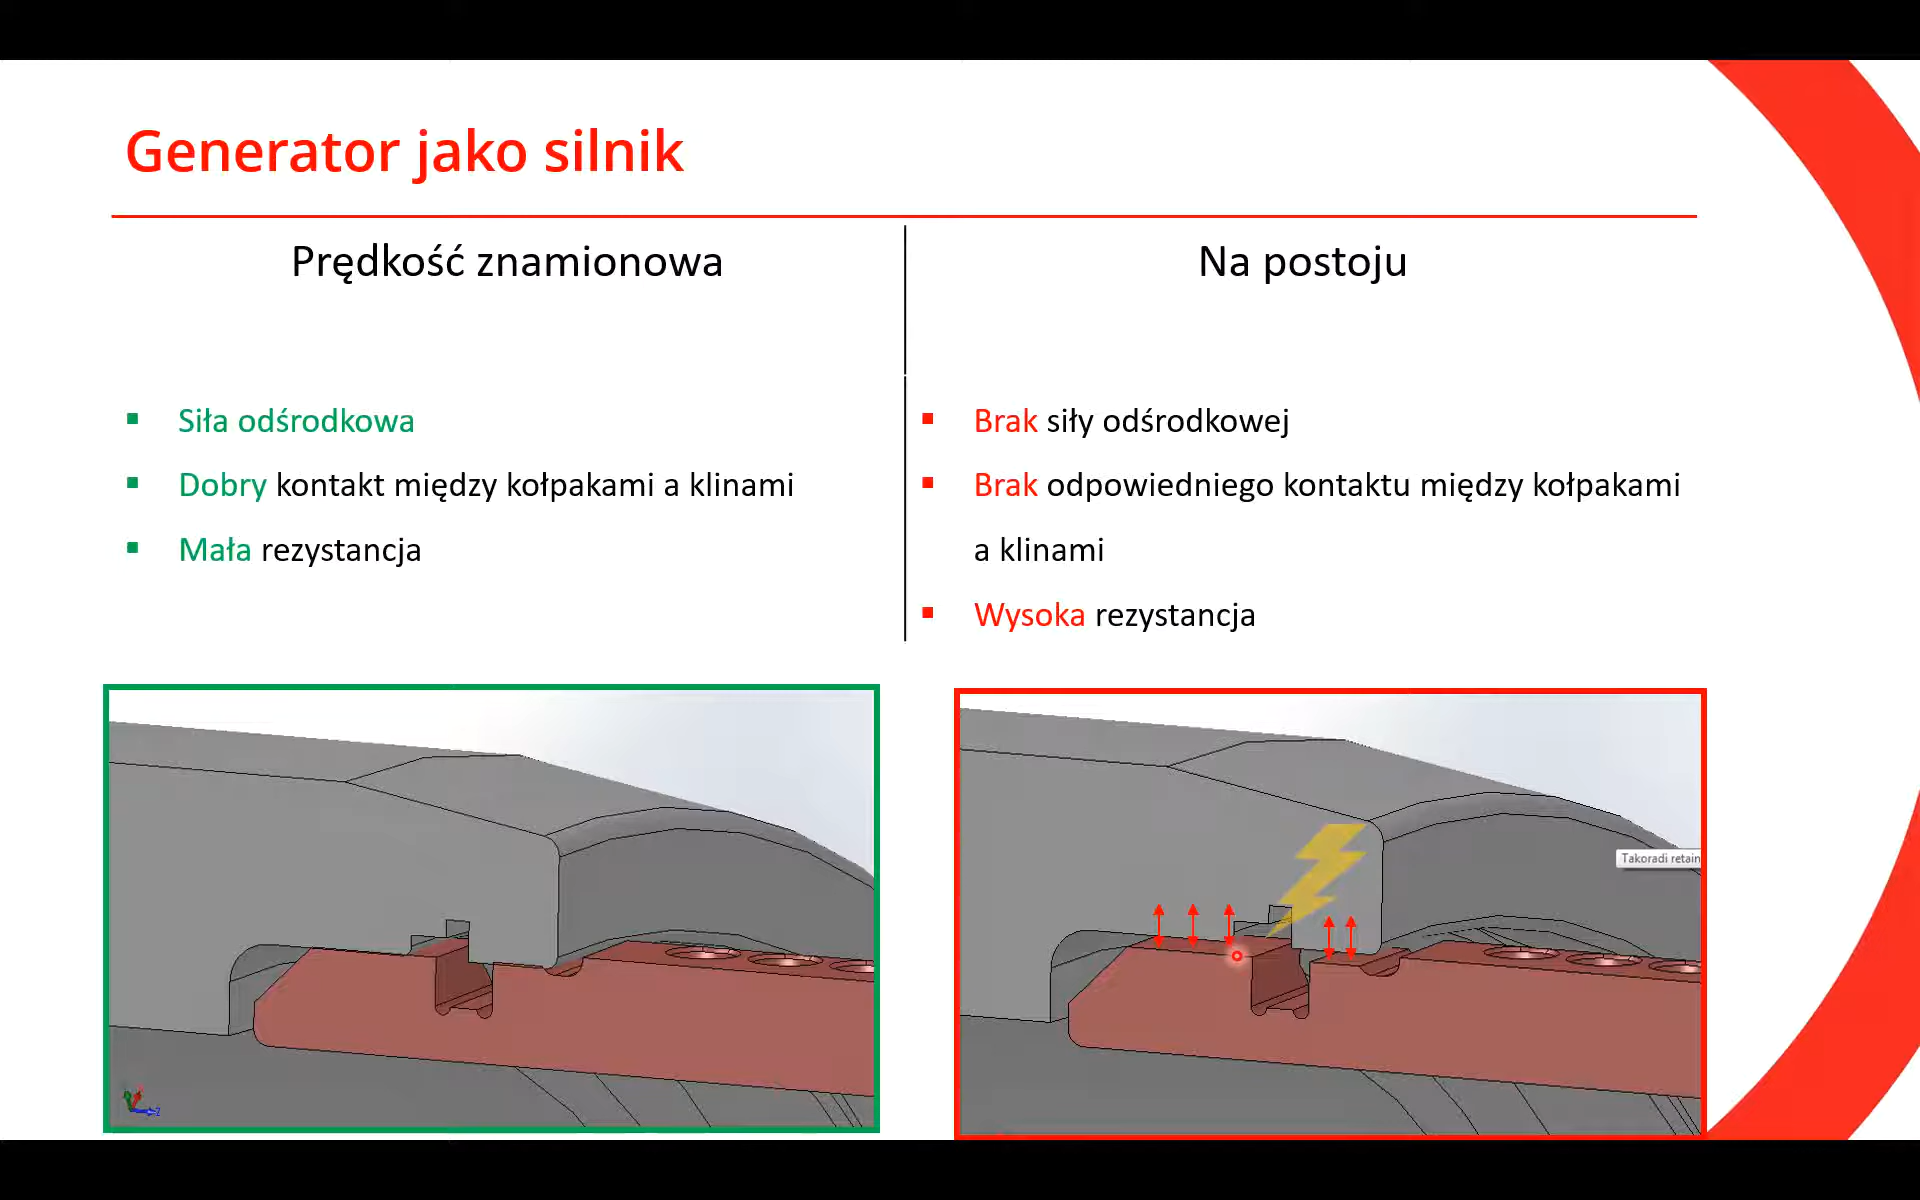 Generator jako silnik
Prędkość znamionowa
Siła odśrodkowa
Dobry kontakt między kołpakami a klinami
Mała rezystancja
Na postoju
Brak siły odśrodkowej
Brak odpowiedniego kontaktu między kołpakami
a klinami
Wysoka rezystancja
Takoradi retain
Z